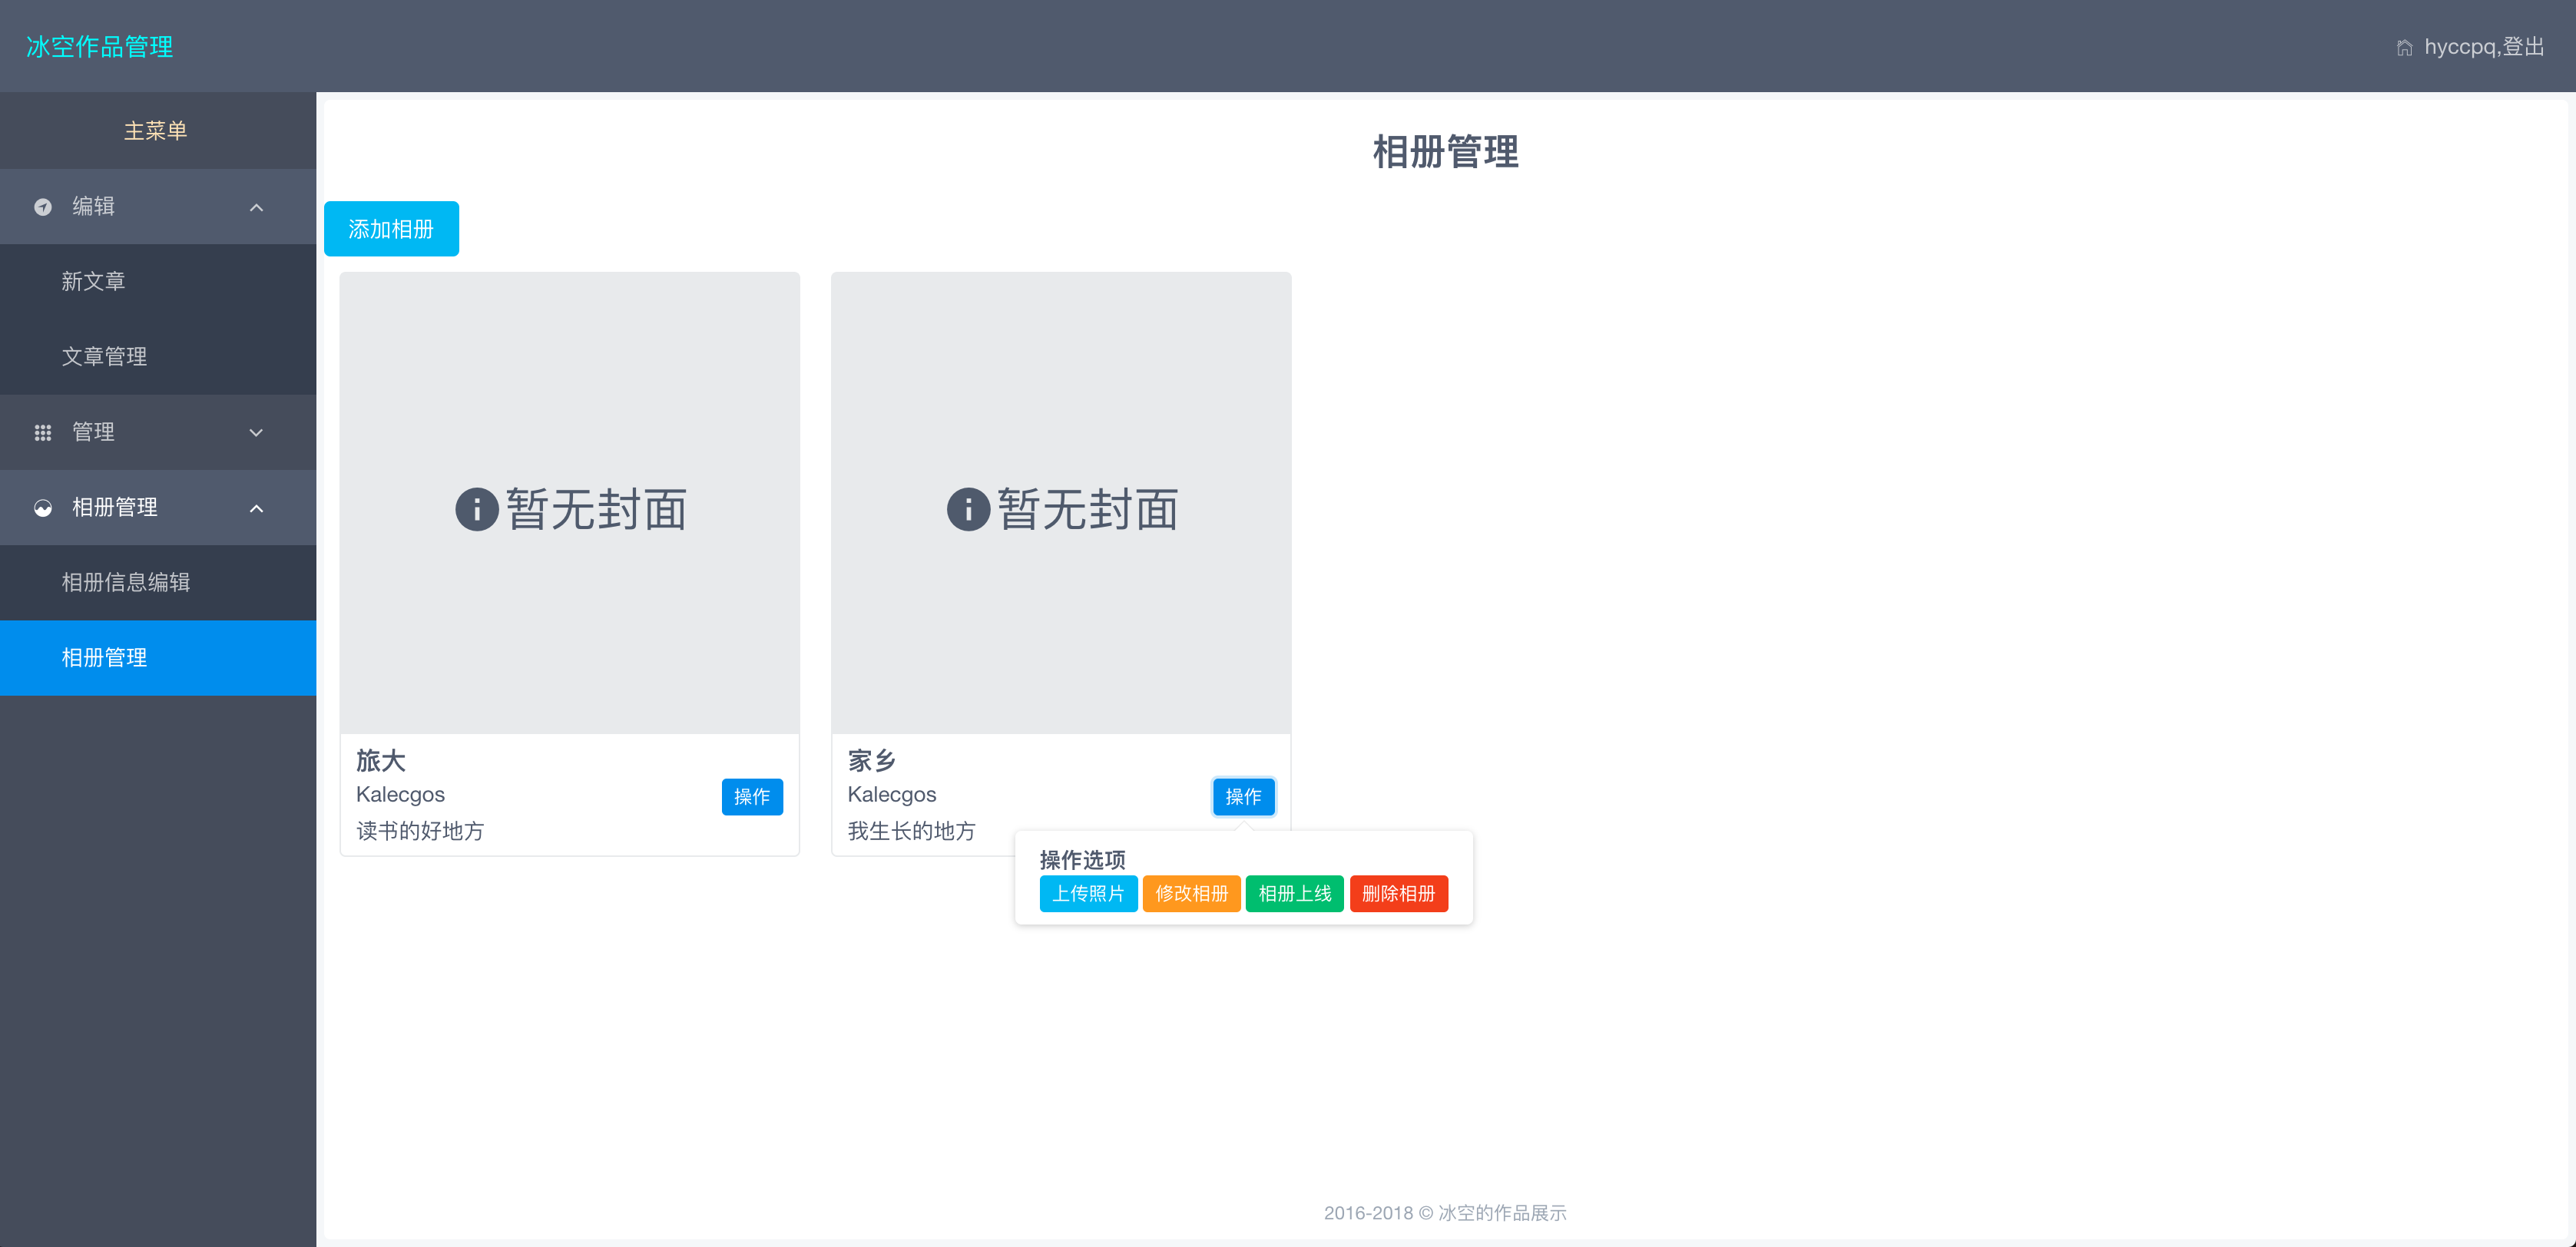 冰空作品管理
hyccpq,登出
主菜单
编辑
新文章
文章管理
管理
相册管理
相册信息编辑
相册管理
相册管理
添加相册
暂无封面
旅大
Kalecgos
读书的好地方
操作
暂无封面
家乡
Kalecgos
我生长的地方
操作
操作选项
上传照片 修改相册 相册上线 删除相册
2016-2018 © 冰空的作品展示